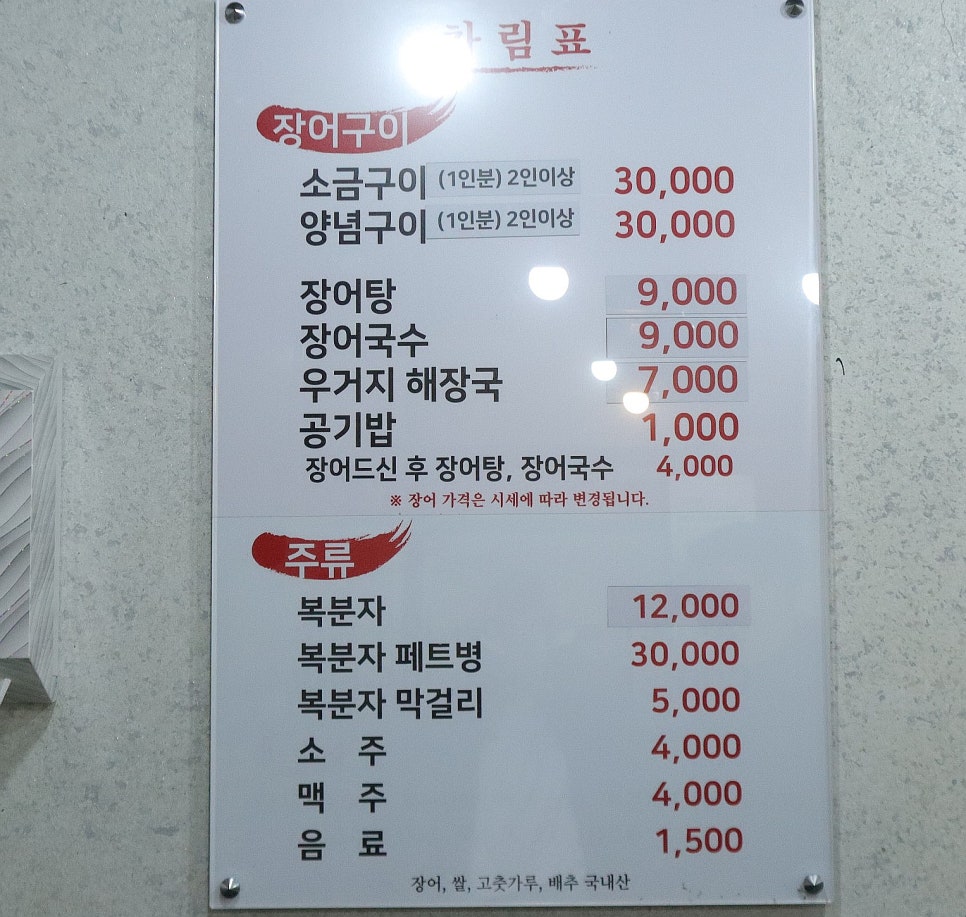 림표
장어구이
소금구이 (1인분) 2인이상 30,000
양념구이 (1인분) 2인이상 30,000
장어탕 9,000
장어국수 9,000
우거지 해장국 7,000
공기밥 1,000
장어드신 후 장어탕, 장어국수 4,000
※ 장어 가격은 시세에 따라 변경됩니다.
주류
복분자 12,000
복분자 페트병 30,000
복분자 막걸리 5,000
소 주 4,000
맥 주 4,000
음 료 1,500
장어, 쌀, 고춧가루, 배추 국내산